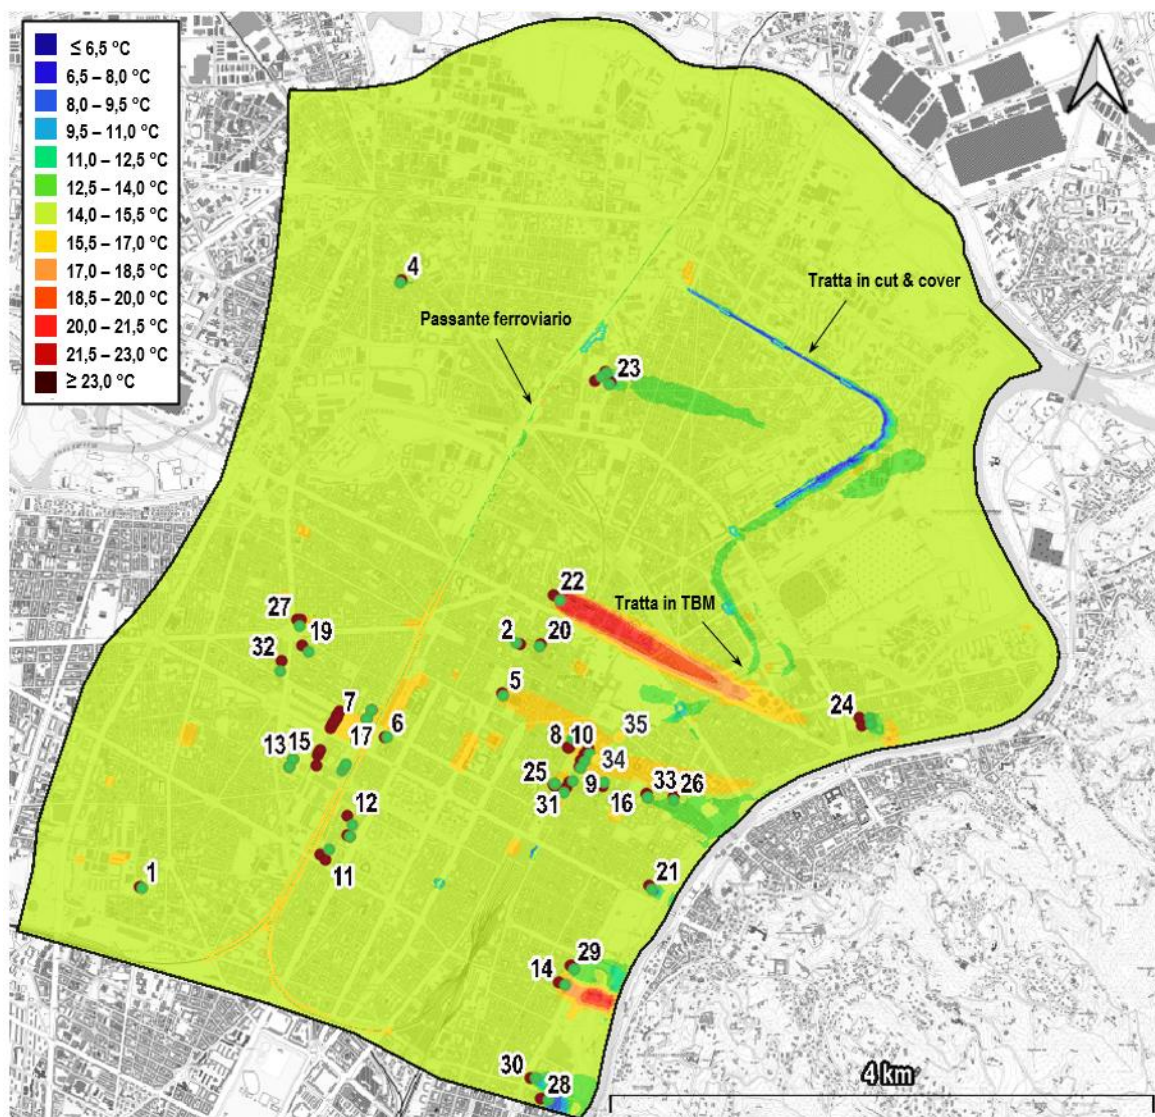 ≤ 6,5 °C
6,5 – 8,0 °C
8,0 – 9,5 °C
9,5 – 11,0 °C
11,0 – 12,5 °C
12,5 – 14,0 °C
14,0 – 15,5 °C
15,5 – 17,0 °C
17,0 – 18,5 °C
18,5 – 20,0 °C
20,0 – 21,5 °C
21,5 – 23,0 °C
≥ 23,0 °C
4
Tratta in cut & cover
Passante ferroviario
23
22
Tratta in TBM
27
19
2
20
32
5
7
24
35
6
8
10
17
13
15
34
25
9
33
26
31
16
12
11
1
21
29
14
30
28
4 km